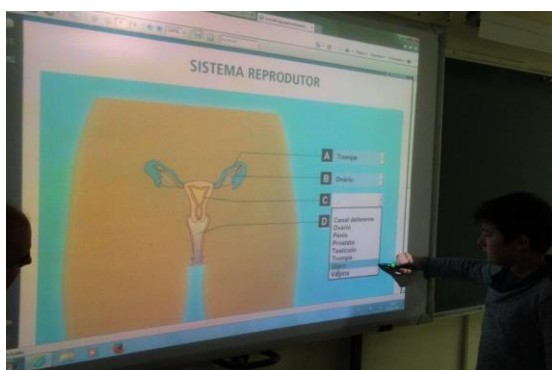 SISTEMA REPRODUTOR
A Trompa
B Ovário
C
D
Canal deferente
Ovário
Pénis
Próstata
Testículo
Trompa
Útero
Vagina